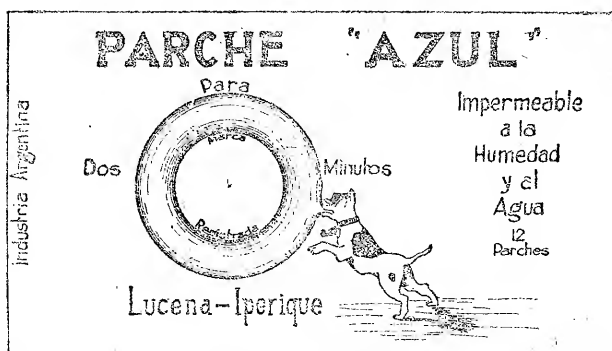 PARCHE "AZUL"
Industria Argentina
Para
Dos Minutos
Marca
Registrada
Impermeable
a la
Humedad
y al
Agua
12
Parches
Lucena-Iperique